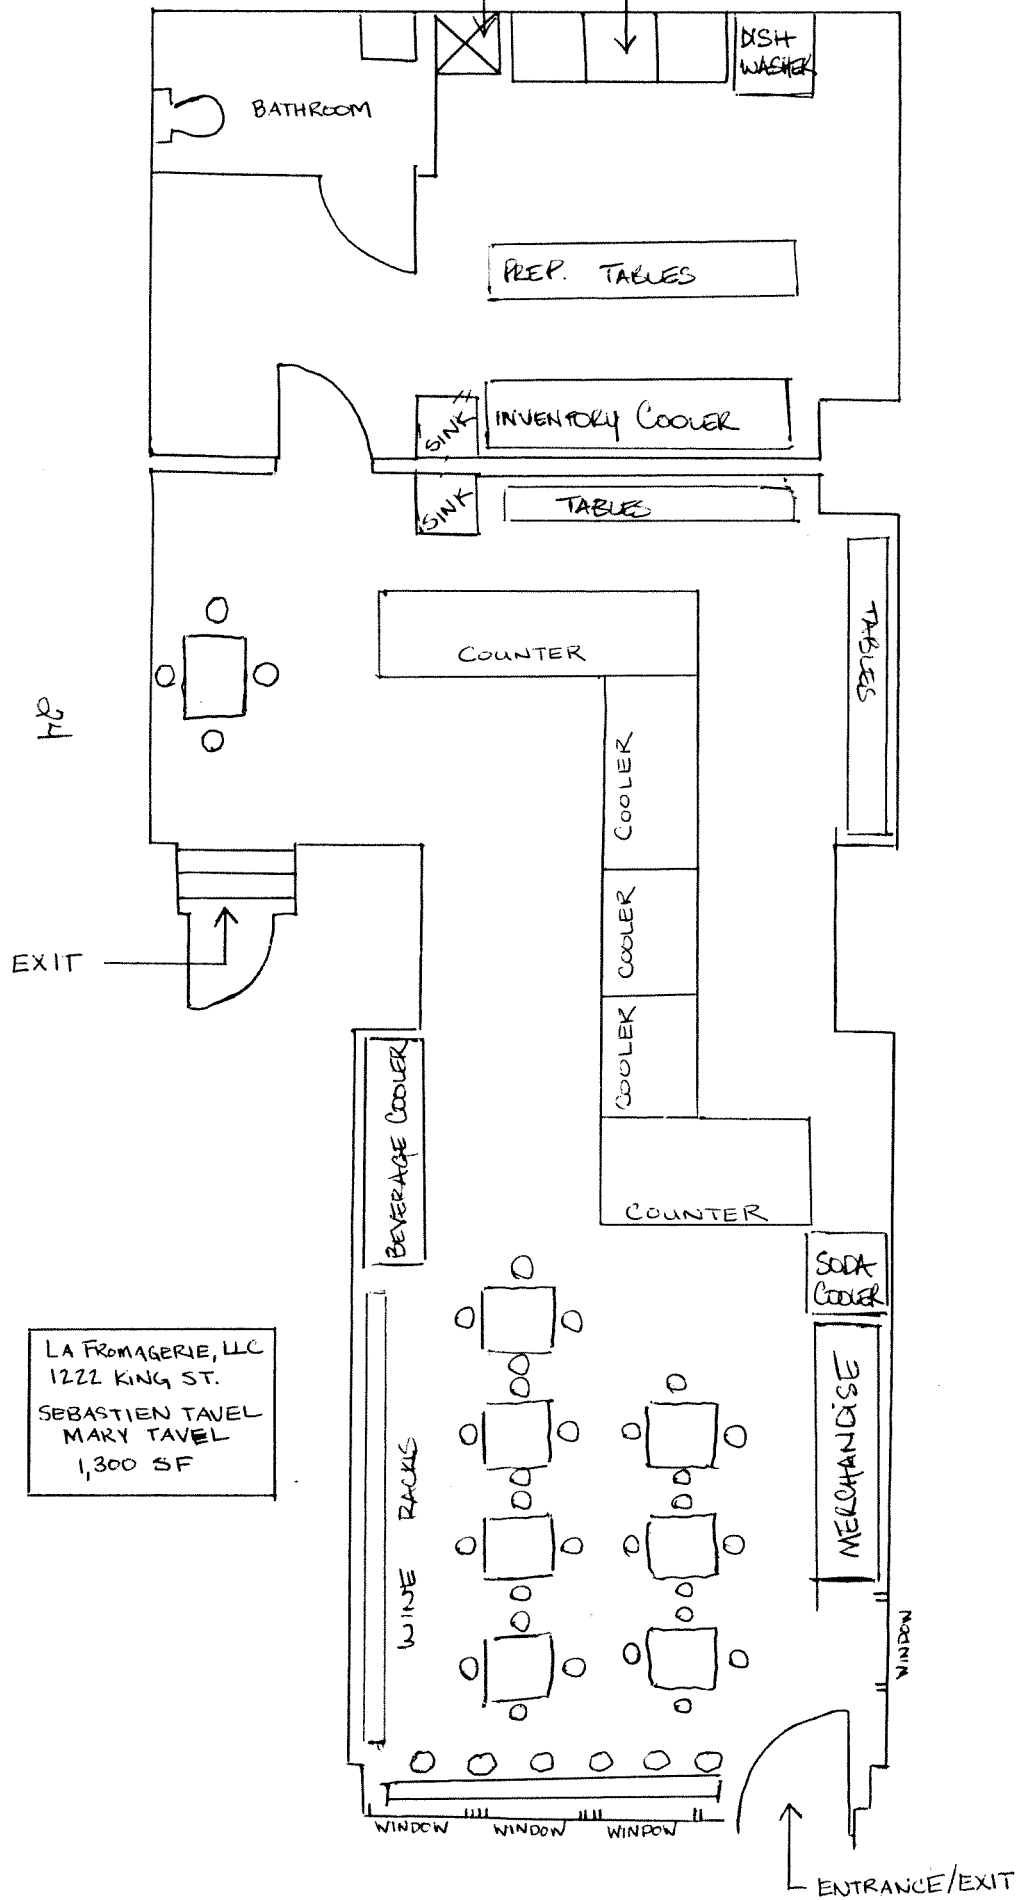 DISH
WASHER
BATHROOM
PREP. TABLES
SINK
INVENTORY COOLER
SINK
TABLES
TABLES
COUNTER
24
COOLER
COOLER
EXIT
COOLER
BEVERAGE COOLER
COUNTER
SODA
COOLER
LA FROMAGERIE, LLC
1222 KING ST.
SEBASTIEN TAVEL
MARY TAVEL
1,300 SF
MERCHANDISE
WINE RACKS
WINDOW
WINDOW
WINDOW
WINDOW
ENTRANCE/EXIT